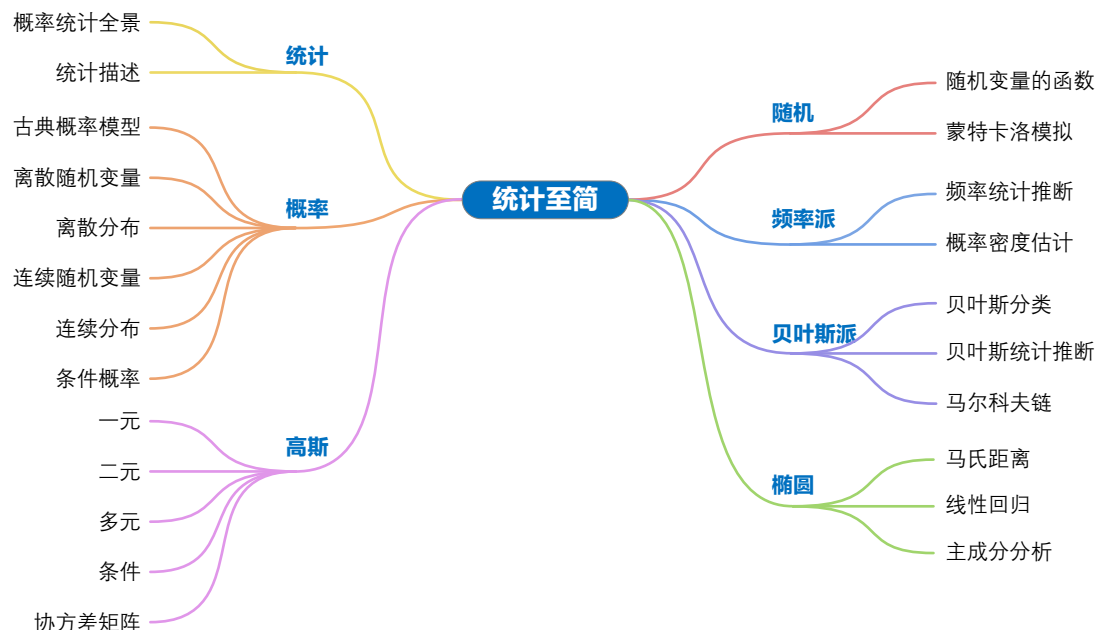 统计至简
统计
概率统计全景
统计描述
概率
古典概率模型
离散随机变量
离散分布
连续随机变量
连续分布
条件概率
高斯
一元
二元
多元
条件
协方差矩阵
随机
随机变量的函数
蒙特卡洛模拟
频率派
频率统计推断
概率密度估计
贝叶斯派
贝叶斯分类
贝叶斯统计推断
马尔科夫链
椭圆
马氏距离
线性回归
主成分分析